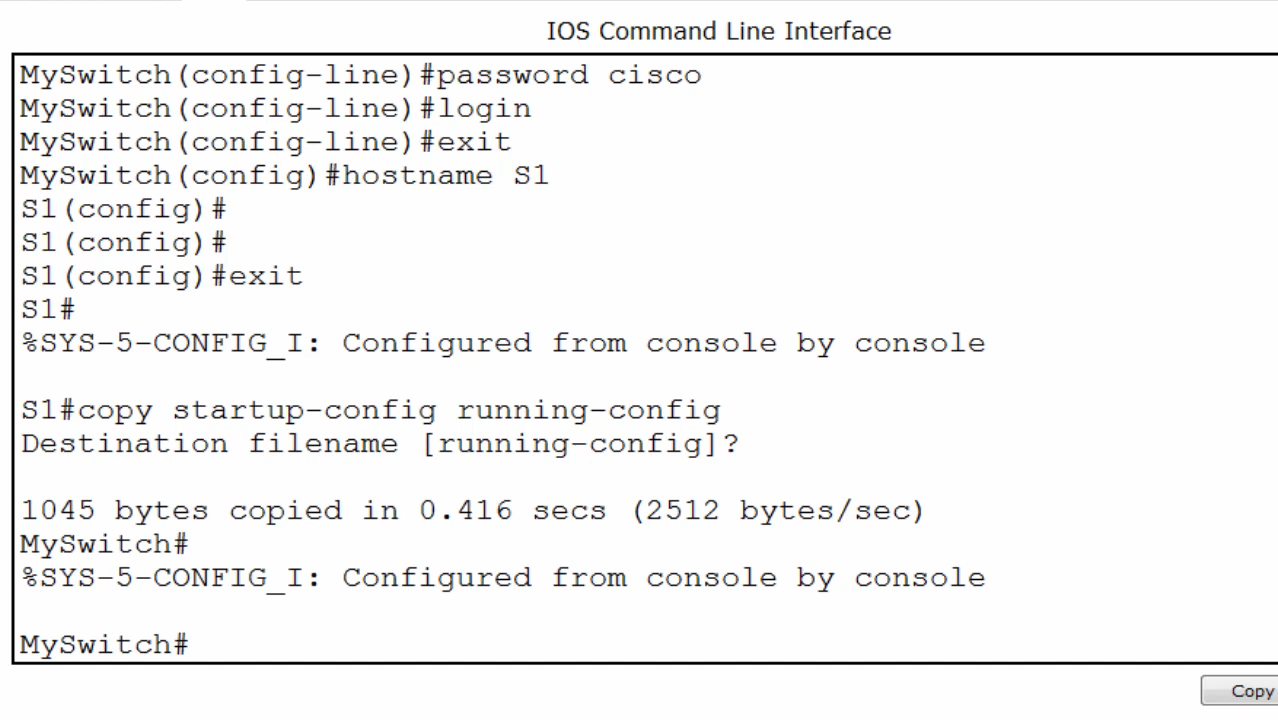 IOS Command Line Interface
MySwitch(config-line)#password cisco
MySwitch(config-line)#login
MySwitch(config-line)#exit
MySwitch(config)#hostname S1
S1(config)#
S1(config)#
S1(config)#exit
S1#
%SYS-5-CONFIG_I: Configured from console by console
S1#copy startup-config running-config
Destination filename [running-config]?
1045 bytes copied in 0.416 secs (2512 bytes/sec)
MySwitch#
%SYS-5-CONFIG_I: Configured from console by console
MySwitch#
Copy